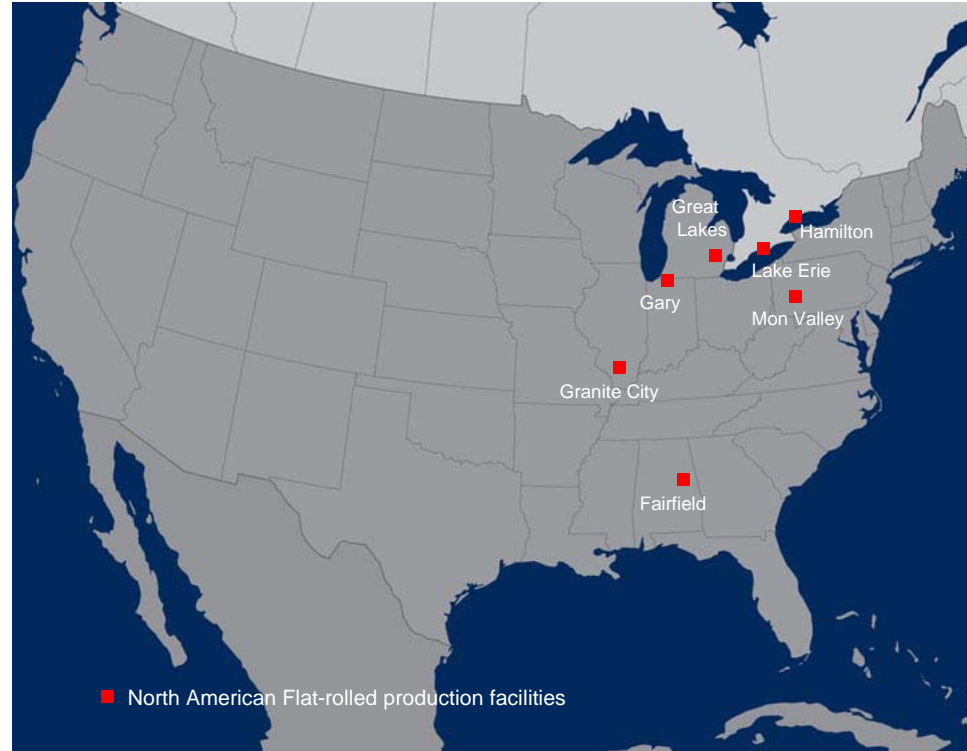 Great
Lakes
Hamilton
Lake Erie
Gary
Mon Valley
Granite City
Fairfield
North American Flat-rolled production facilities